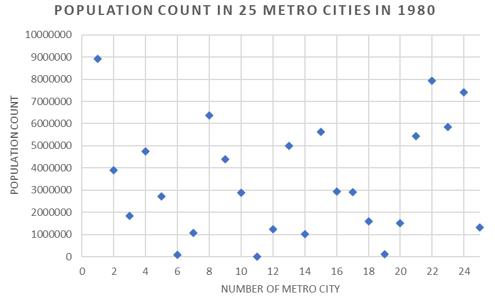 POPULATION COUNT IN 25 METRO CITIES IN 1980
10000000
9000000
8000000
7000000
6000000
5000000
4000000
3000000
2000000
1000000
0
POPULATION COUNT
0 2 4 6 8 10 12 14 16 18 20 22 24
NUMBER OF METRO CITY